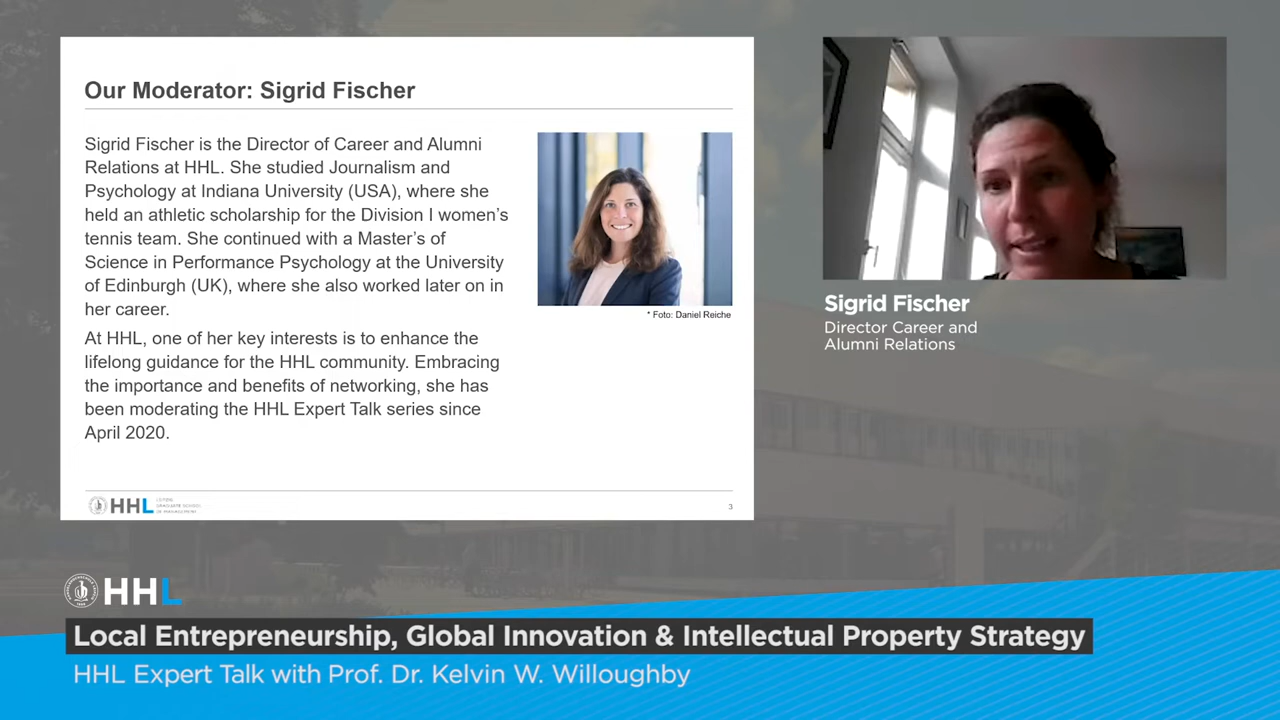 Our Moderator: Sigrid Fischer
Sigrid Fischer is the Director of Career and Alumni
Relations at HHL. She studied Journalism and
Psychology at Indiana University (USA), where she
held an athletic scholarship for the Division I women’s
tennis team. She continued with a Master’s of
Science in Performance Psychology at the University
of Edinburgh (UK), where she also worked later on in
her career.
At HHL, one of her key interests is to enhance the
lifelong guidance for the HHL community. Embracing
the importance and benefits of networking, she has
been moderating the HHL Expert Talk series since
April 2020.
* Foto: Daniel Reiche
HHL
3
Sigrid Fischer
Director Career and
Alumni Relations
HHL
Local Entrepreneurship, Global Innovation & Intellectual Property Strategy
HHL Expert Talk with Prof. Dr. Kelvin W. Willoughby